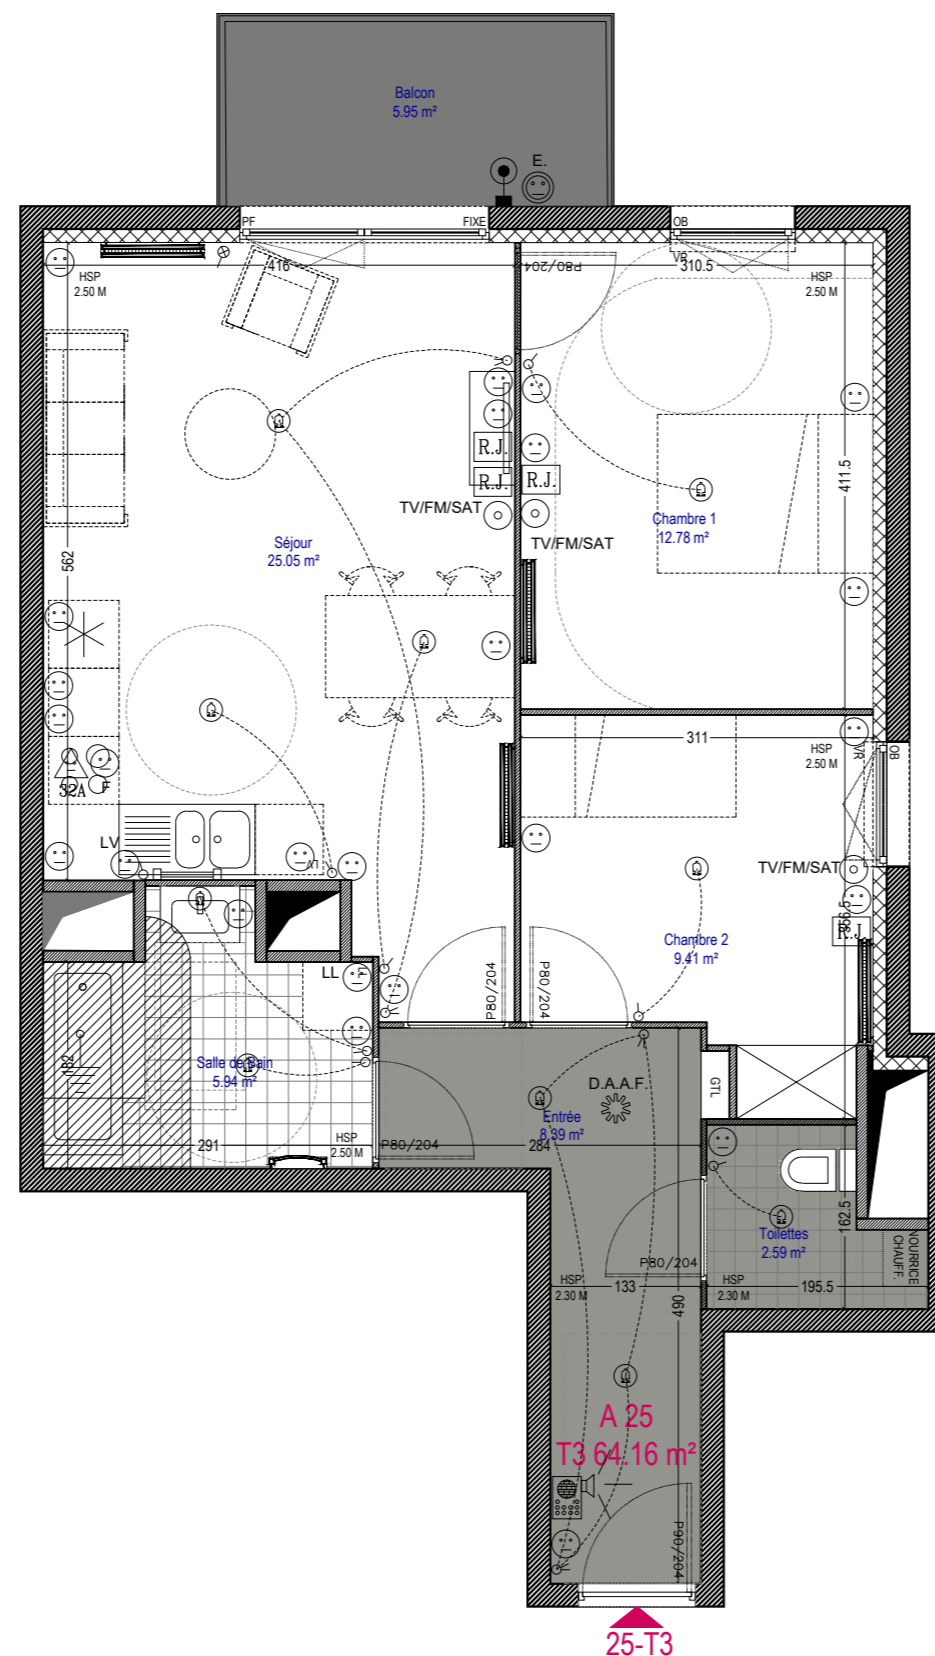 Balcon
5.95 m²
E.
PF
FIXE
OB
VR
416
P80/204
310.5
HSP
2.50 M
HSP
2.50 M
R.J.
R.J.
R.J.
TV/FM/SAT
TV/FM/SAT
411.5
Chambre 1
12.78 m²
Séjour
25.05 m²
562
311
HSP
2.50 M
VR
OB
32A
LV
LV
TV/FM/SAT
R.J.
Chambre 2
9.41 m²
P80/204
P80/204
LL
LL
Salle de Bain
5.94 m²
182
291
HSP
2.50 M
P80/204
D.A.A.F.
Entrée
8.39 m²
284
GTL
162.5
Toilettes
2.59 m²
NOURRICE
CHAUFF.
P80/204
HSP
2.30 M
133
HSP
2.30 M
195.5
490
A 25
T3 64.16 m²
P90/204
25-T3